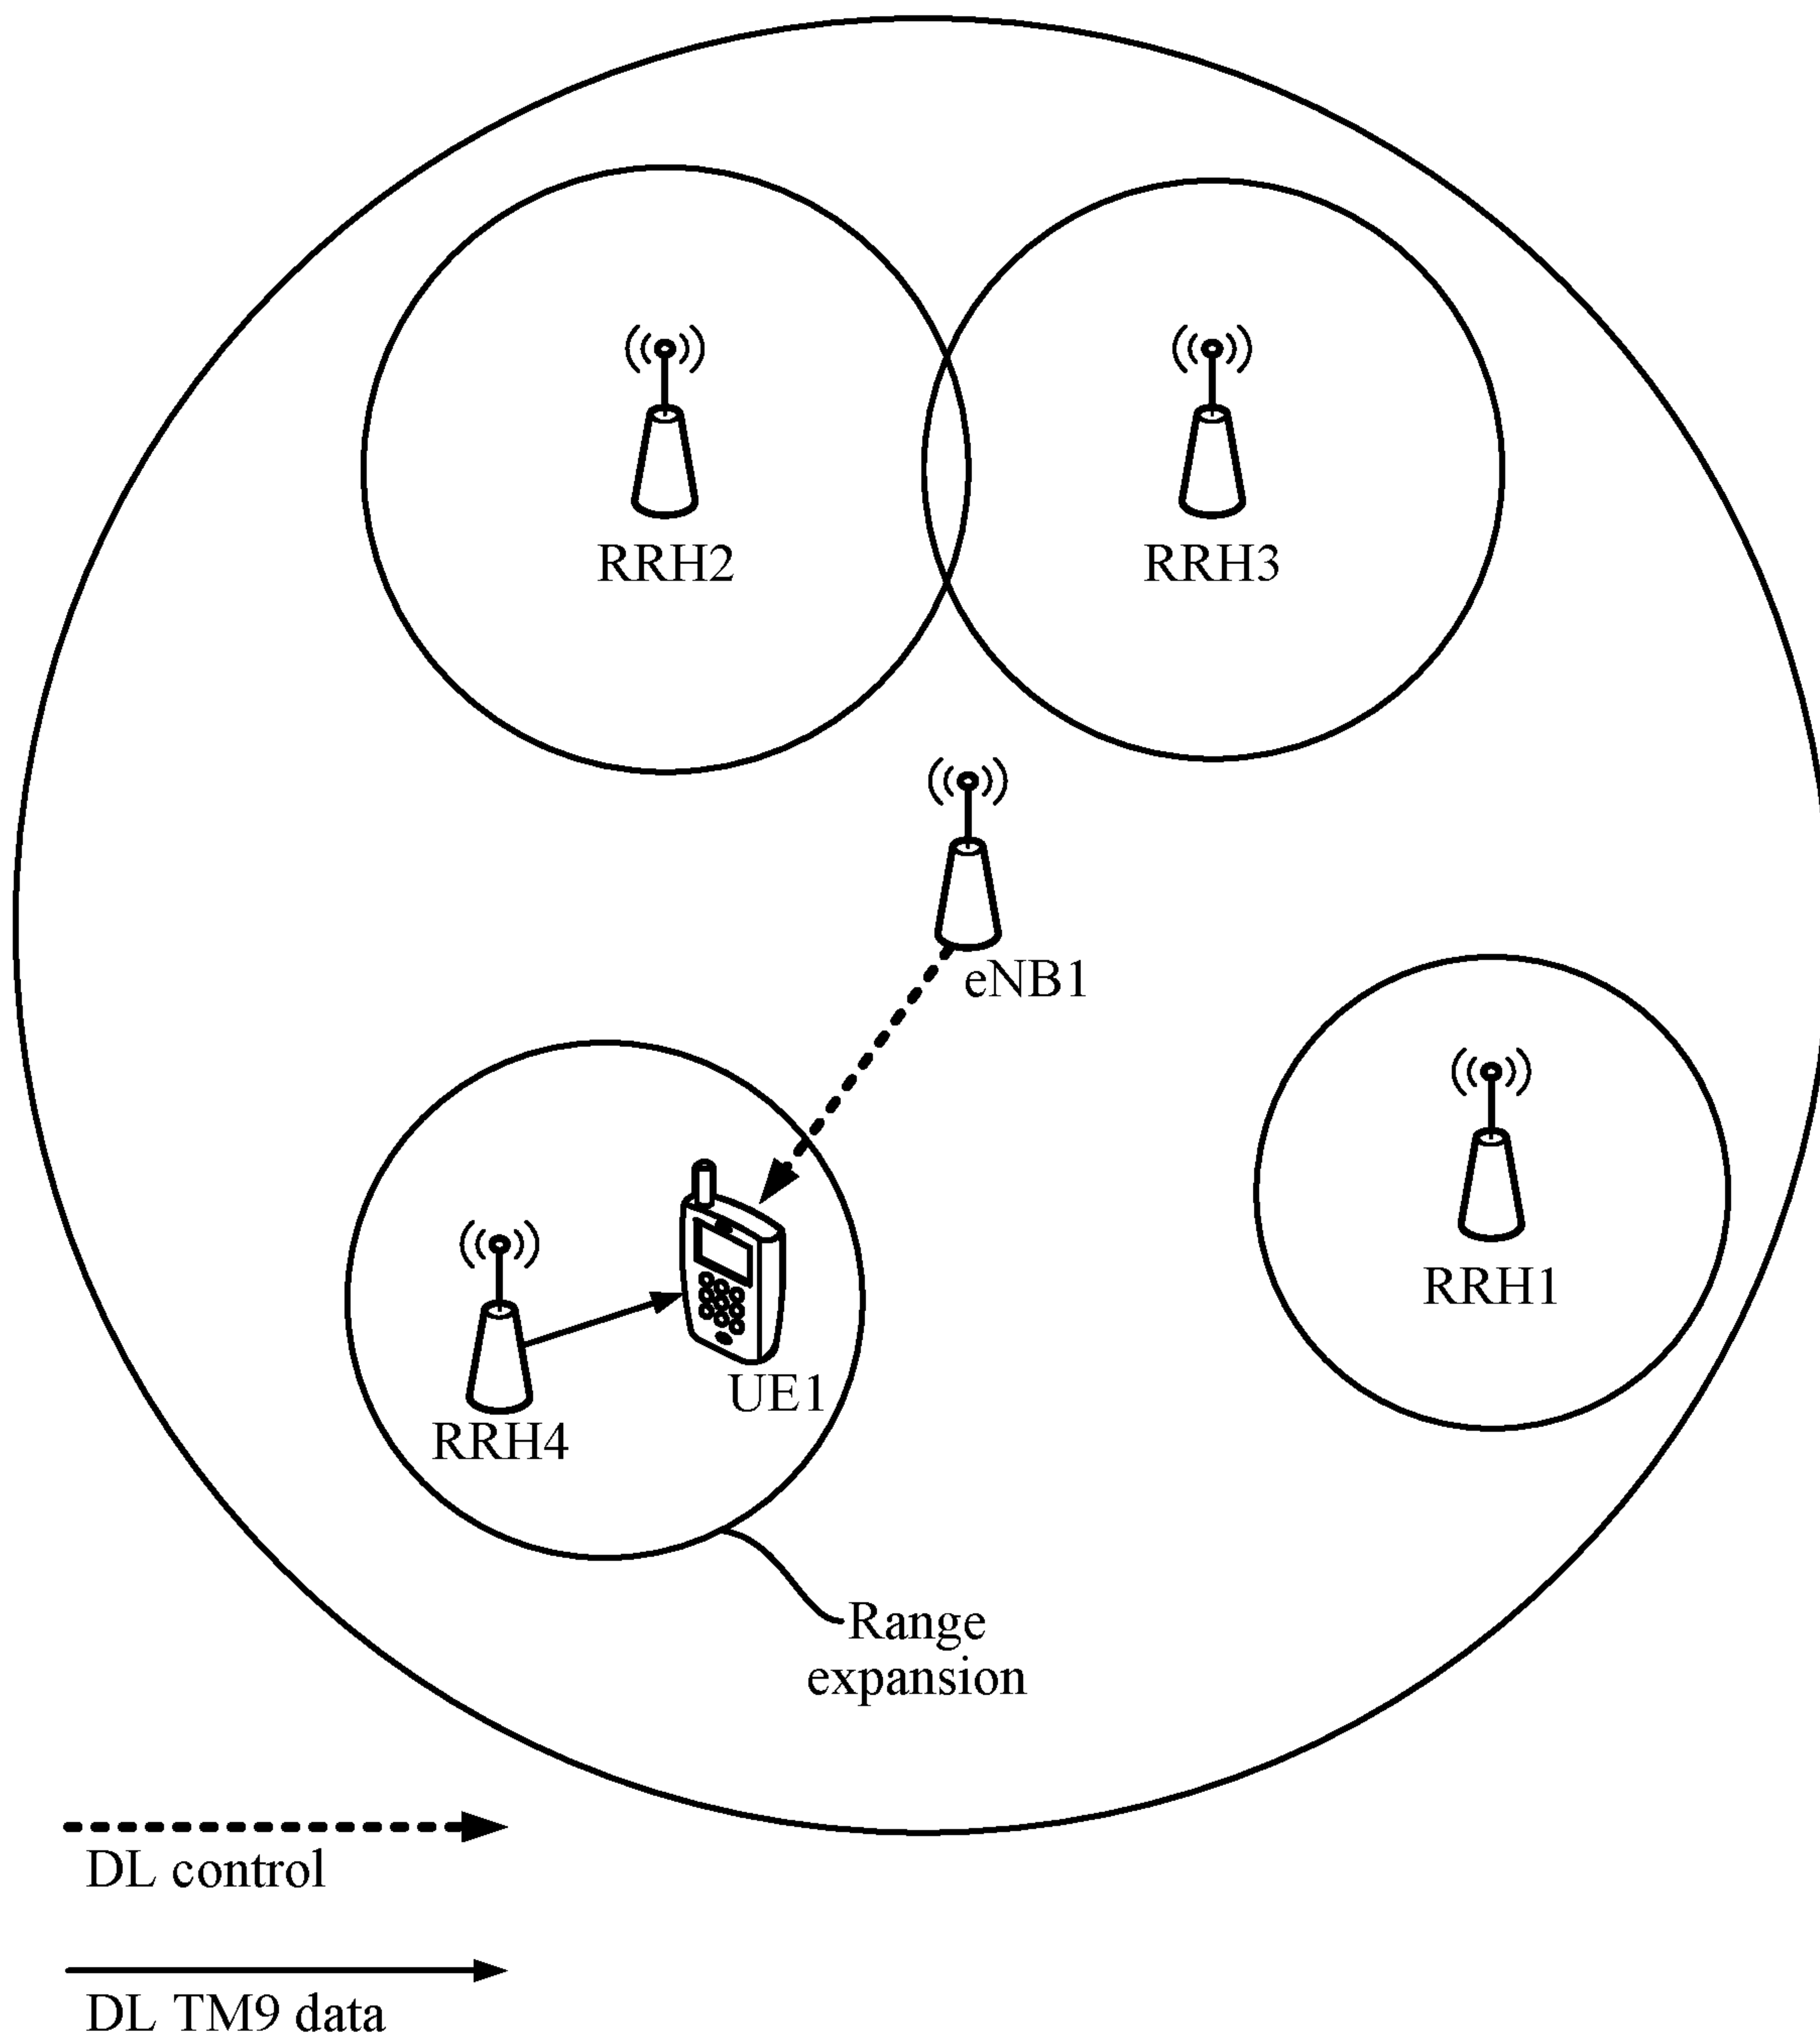 RRH2
RRH3
eNB1
RRH1
UE1
RRH4
Range
expansion
DL control
DL TM9 data